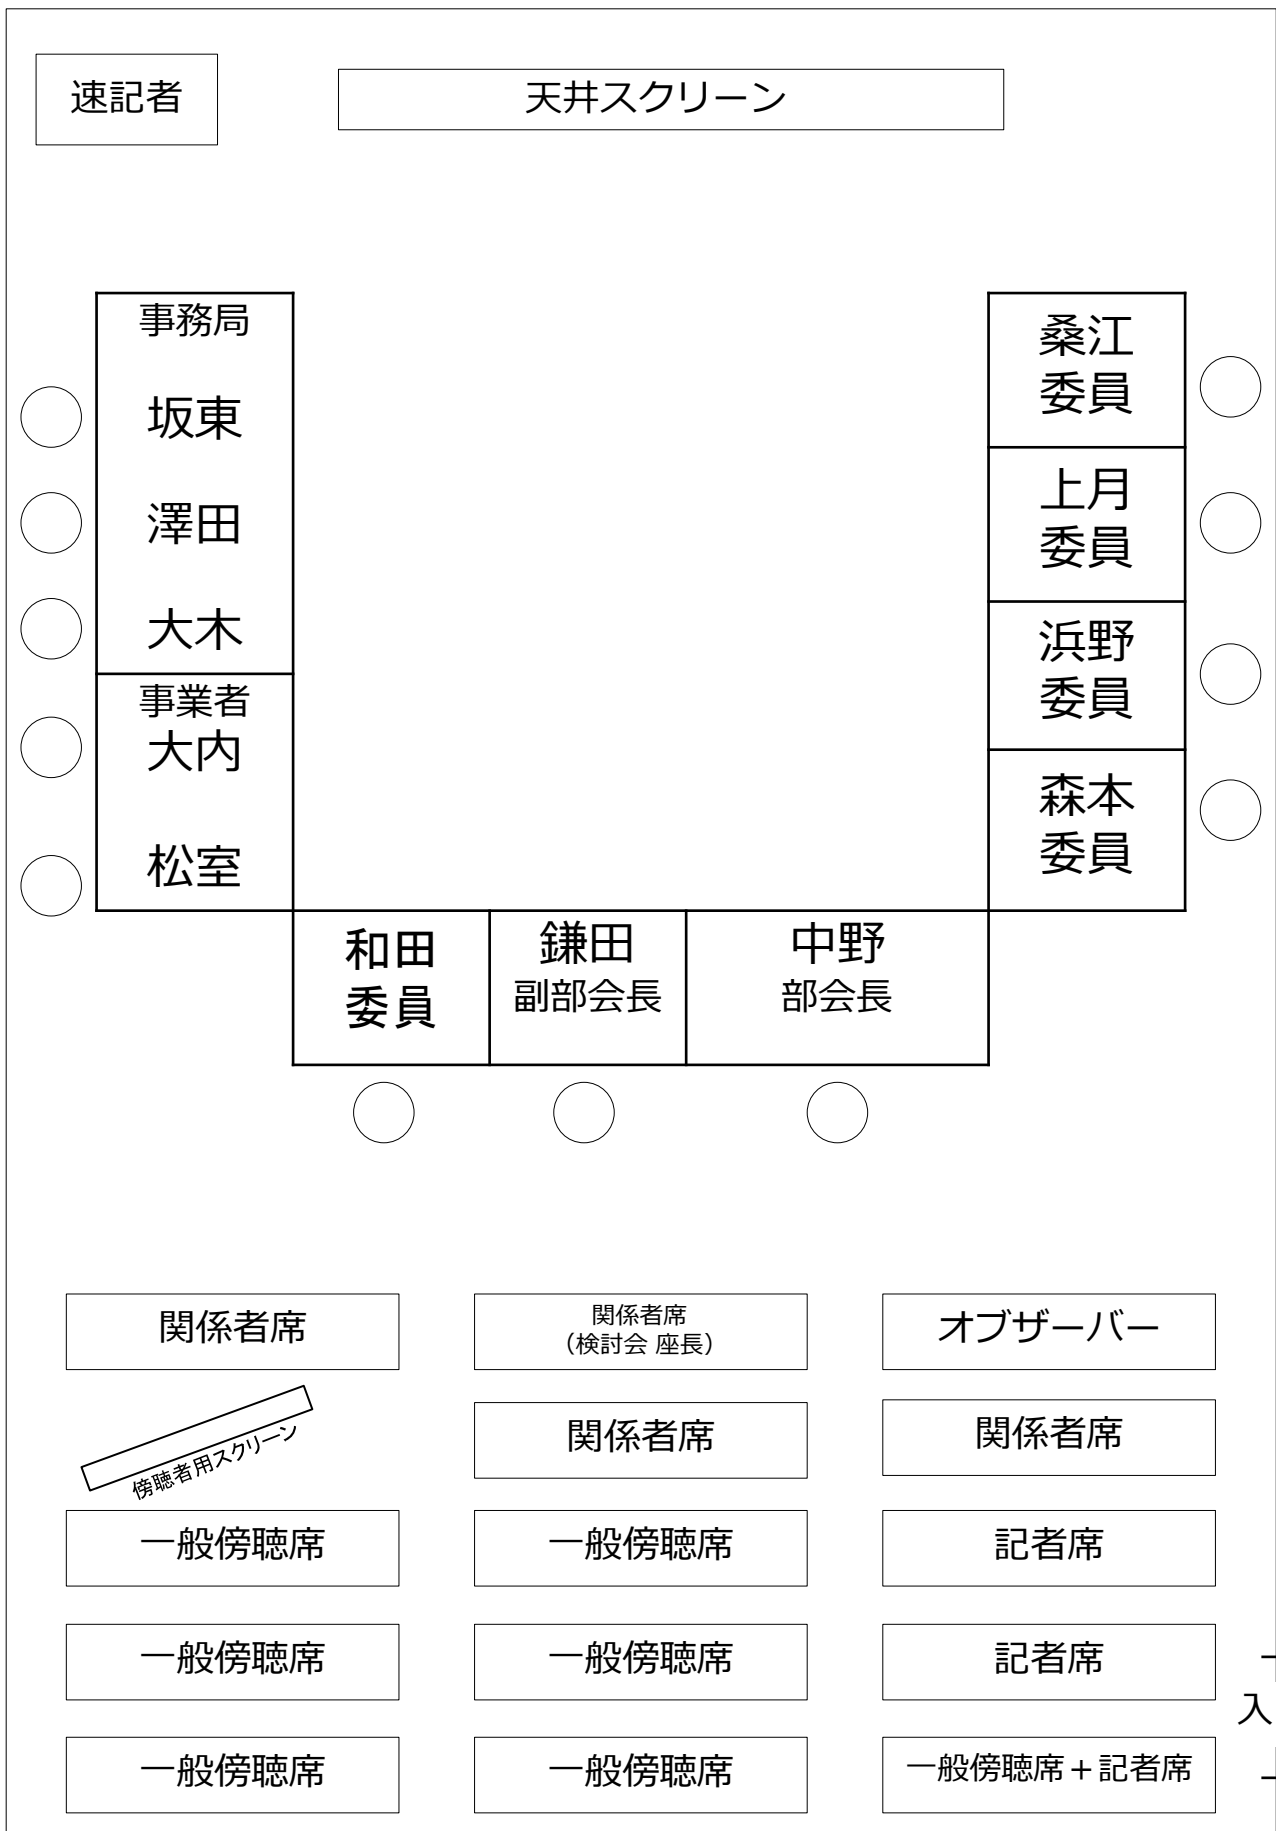 速記者
天井スクリーン
事務局
坂東
澤田
大木
事業者
大内
松室
桑江
委員
上月
委員
浜野
委員
森本
委員
和田
委員
鎌田
副部会長
中野
部会長
関係者席
関係者席
（検討会 座長）
オブザーバー
傍聴者用スクリーン
関係者席
関係者席
一般傍聴席
一般傍聴席
記者席
一般傍聴席
一般傍聴席
記者席
入
一般傍聴席
一般傍聴席
一般傍聴席＋記者席